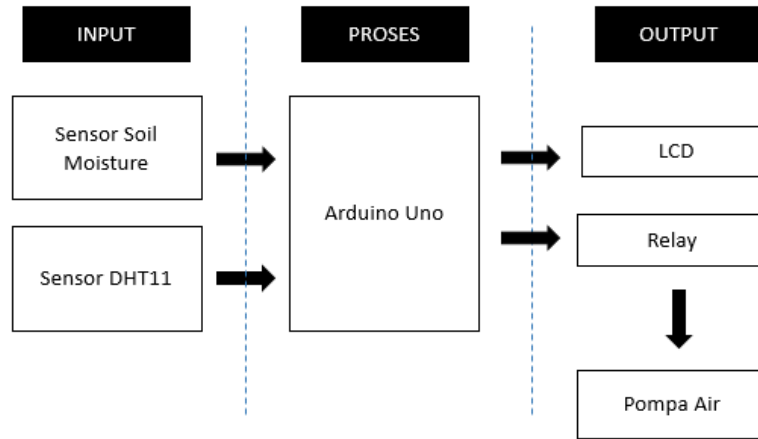 INPUT
PROSES
OUTPUT
Sensor Soil
Moisture
Sensor DHT11
Arduino Uno
LCD
Relay
Pompa Air